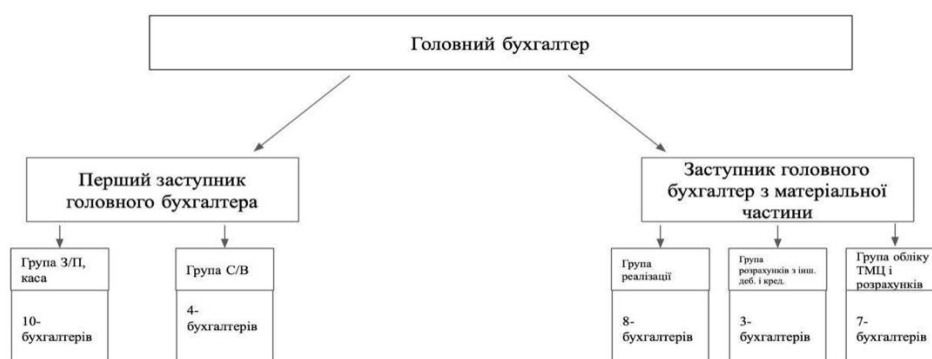 Головний бухгалтер
Перший заступник
головного бухгалтера
Заступник головного
бухгалтер з матеріальної
частини
Група З/П,
каса
10-
бухгалтерів
Група С/В
4-
бухгалтерів
Група
реалізації
8-
бухгалтерів
Група
розрахунків з інш.
деб. і кред.
3-
бухгалтерів
Група обліку
ТМЦ і
розрахунків
7-
бухгалтерів